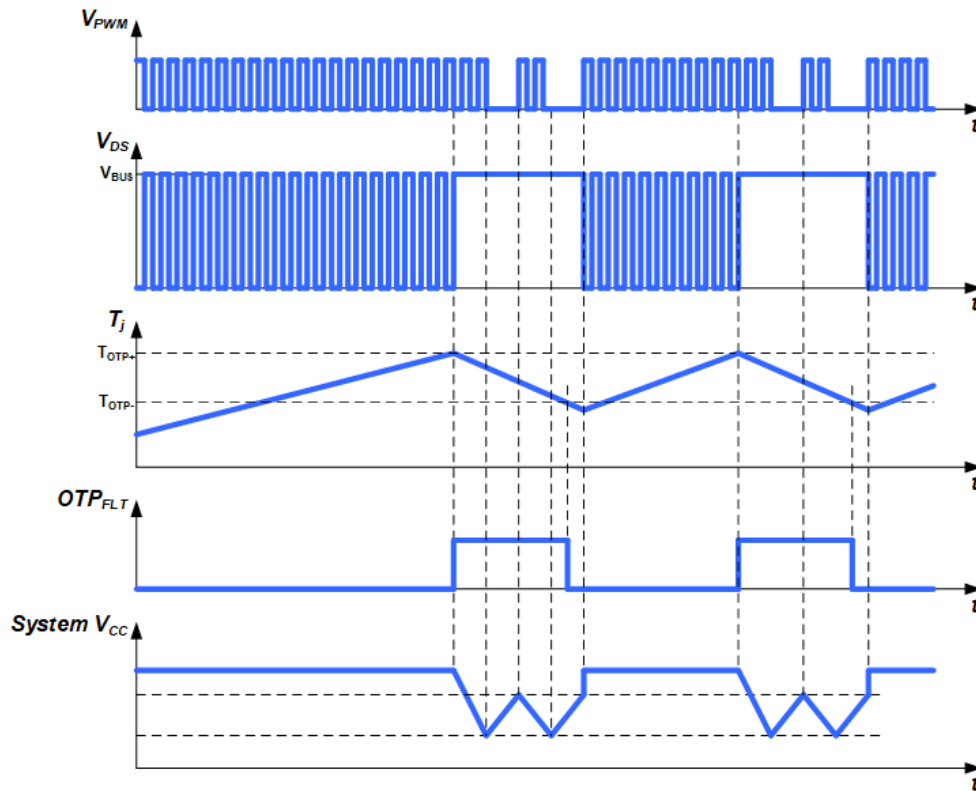 VPWM
t
VDS
VBUS
t
Tj
TOTP+
TOTP-
t
OTPFLT
t
System VCC
t